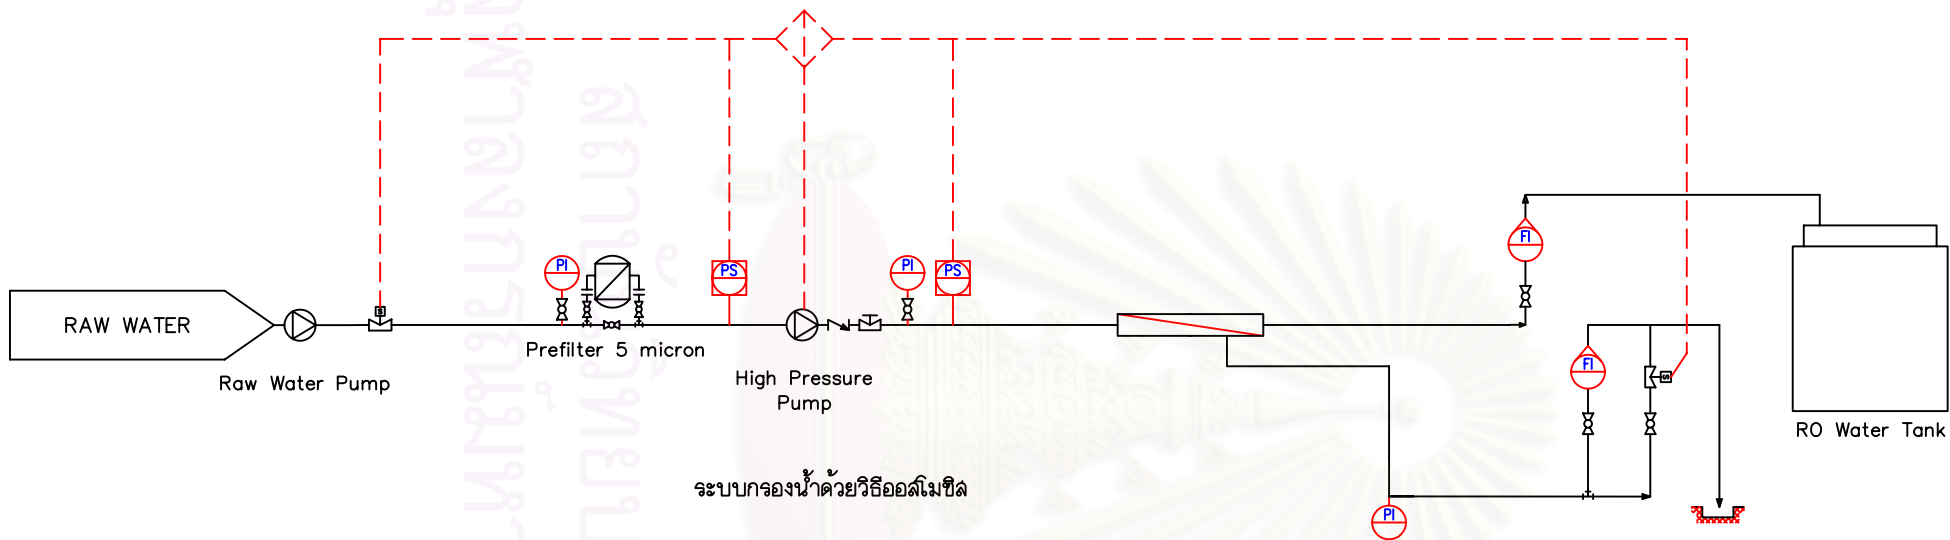 FI
PI
PS
PI
PS
RAW WATER
S
Prefilter 5 micron
FI
S
Raw Water Pump
High Pressure
Pump
RO Water Tank
ระบบกรองน้ำด้วยวิธีออสโมซิส
PI